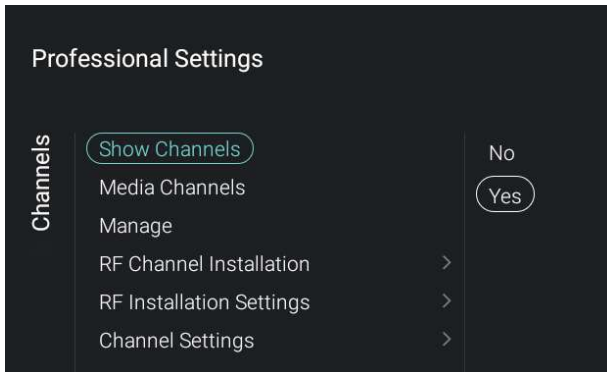 Professional Settings
Channels
Show Channels
No
Media Channels
Yes
Manage
RF Channel Installation
RF Installation Settings
Channel Settings